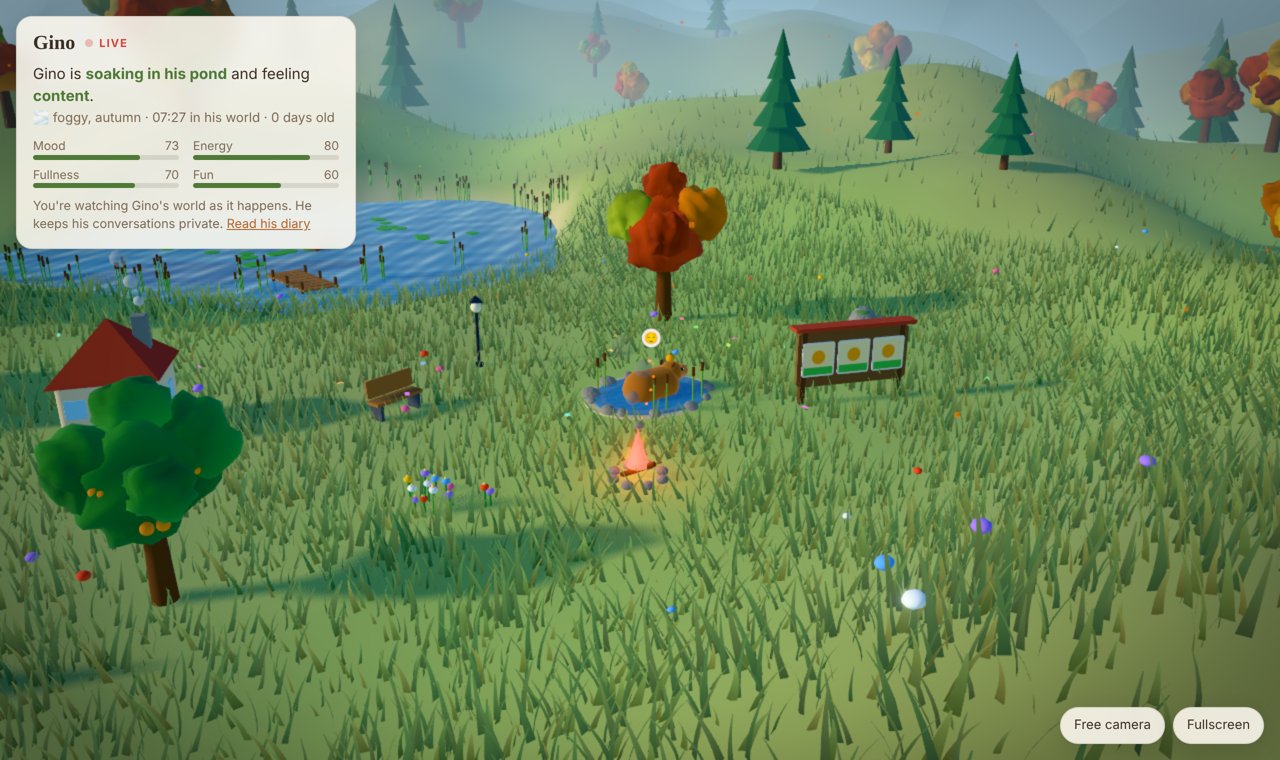 Gino LIVE
Gino is soaking in his pond and feeling
content.
foggy, autumn · 07:27 in his world · 0 days old
Mood 73 Energy 80
Fullness 70 Fun 60
You're watching Gino's world as it happens. He
keeps his conversations private. Read his diary
Free camera Fullscreen